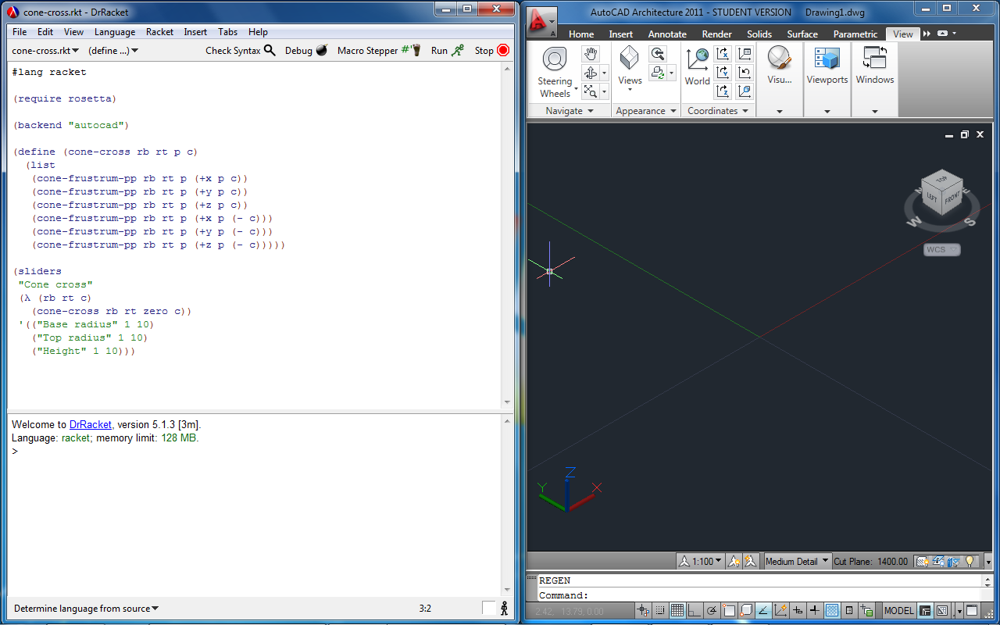 cone-cross.rkt - DrRacket
File Edit View Language Racket Insert Tabs Help
cone-cross.rkt (define ...) Check Syntax Debug Macro Stepper #' Run Stop
#lang racket
(require rosetta)
(backend "autocad")
(define (cone-cross rb rt p c)
(list
(cone-frustrum-pp rb rt p (+x p c))
(cone-frustrum-pp rb rt p (+y p c))
(cone-frustrum-pp rb rt p (+z p c))
(cone-frustrum-pp rb rt p (+x p (- c)))
(cone-frustrum-pp rb rt p (+y p (- c)))
(cone-frustrum-pp rb rt p (+z p (- c)))))
(sliders
"Cone cross"
(λ (rb rt c)
(cone-cross rb rt zero c))
'(("Base radius" 1 10)
("Top radius" 1 10)
("Height" 1 10)))
Welcome to DrRacket, version 5.1.3 [3m].
Language: racket; memory limit: 128 MB.
>
Determine language from source 3:2
AutoCAD Architecture 2011 - STUDENT VERSION Drawing1.dwg
Home Insert Annotate Render Solids Surface Parametric View
Steering Wheels
Views
World
Visu...
Viewports
Windows
Navigate Appearance Coordinates
TOP
LEFT FRONT
N E
W S
WCS
Z
Y X
1:100 Medium Detail Cut Plane: 1400.00
REGEN
Command:
2.42, 13.79, 0.00 MODEL